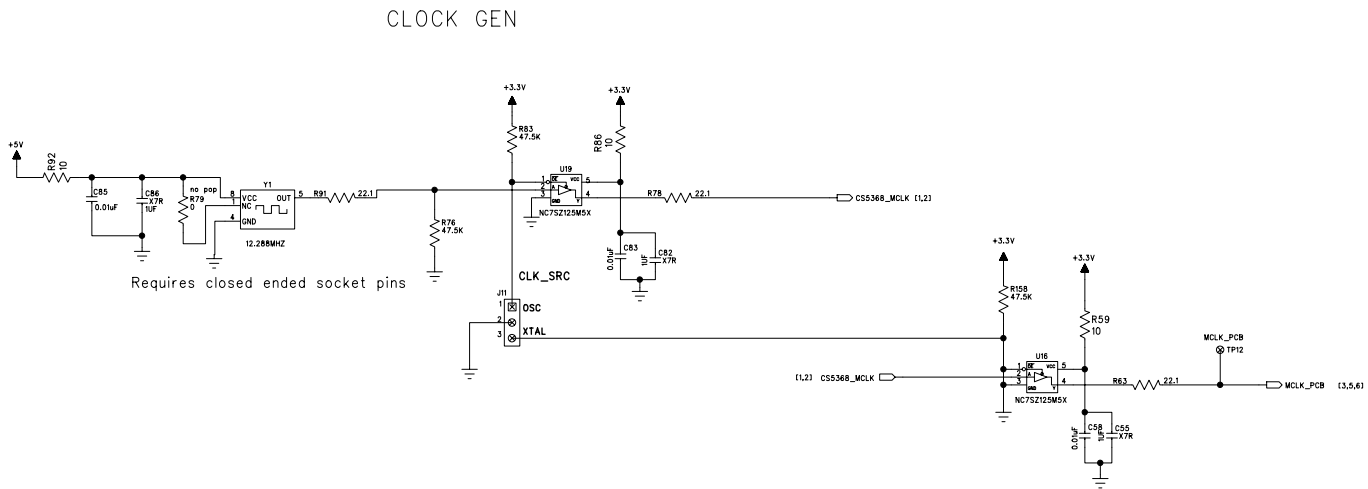 CLOCK GEN
+3.3V
+3.3V
R83
47.5K
R86
10
+5V
R92
10
U19
C85
0.01uF
C86
X7R
1UF
no pop
R79
0
Y1
8
1
4
VCC
NC
GND
OUT
5
12.288MHZ
R91
22.1
R76
47.5K
1
2
3
OE
A
GND
VCC
Y
5
4
NC7SZ125M5X
R78
22.1
CS5368_MCLK [1,2]
C83
0.01uF
C82
X7R
1UF
Requires closed ended socket pins
CLK_SRC
J11
1
2
3
OSC
XTAL
+3.3V
+3.3V
R158
47.5K
R59
10
MCLK_PCB
TP12
U16
1
2
3
OE
A
GND
VCC
Y
5
4
NC7SZ125M5X
[1,2] CS5368_MCLK
R63
22.1
MCLK_PCB [3,5,6]
C58
0.01uF
C55
X7R
1UF